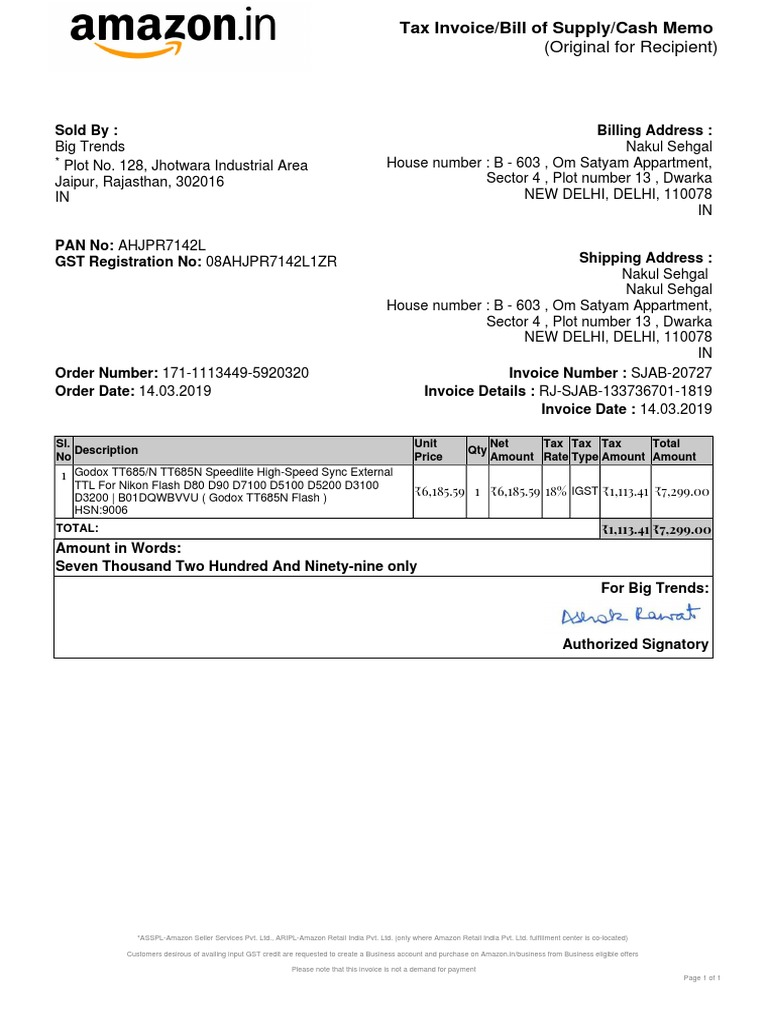 amazon.in
Tax Invoice/Bill of Supply/Cash Memo
(Original for Recipient)
Sold By :
Big Trends
* Plot No. 128, Jhotwara Industrial Area
Jaipur, Rajasthan, 302016
IN
PAN No: AHJPR7142L
GST Registration No: 08AHJPR7142L1ZR
Billing Address :
Nakul Sehgal
House number : B - 603 , Om Satyam Appartment,
Sector 4 , Plot number 13 , Dwarka
NEW DELHI, DELHI, 110078
IN
Shipping Address :
Nakul Sehgal
Nakul Sehgal
House number : B - 603 , Om Satyam Appartment,
Sector 4 , Plot number 13 , Dwarka
NEW DELHI, DELHI, 110078
IN
Order Number: 171-1113449-5920320
Order Date: 14.03.2019
Invoice Number : SJAB-20727
Invoice Details : RJ-SJAB-133736701-1819
Invoice Date : 14.03.2019
Sl. No Description Unit Price Qty Net Amount Tax Rate Tax Type Tax Amount Total Amount
1 Godox TT685/N TT685N Speedlite High-Speed Sync External
TTL For Nikon Flash D80 D90 D7100 D5100 D5200 D3100
D3200 | B01DQWBVVU ( Godox TT685N Flash )
HSN:9006
₹6,185.59 1 ₹6,185.59 18% IGST ₹1,113.41 ₹7,299.00
TOTAL: ₹1,113.41 ₹7,299.00
Amount in Words:
Seven Thousand Two Hundred And Ninety-nine only
For Big Trends:
Ashok Rawat
Authorized Signatory
*ASSPL-Amazon Seller Services Pvt. Ltd., ARIPL-Amazon Retail India Pvt. Ltd. (only where Amazon Retail India Pvt. Ltd. fulfillment center is co-located)
Customers desirous of availing input GST credit are requested to create a Business account and purchase on Amazon.in/business from Business eligible offers
Please note that this invoice is not a demand for payment
Page 1 of 1